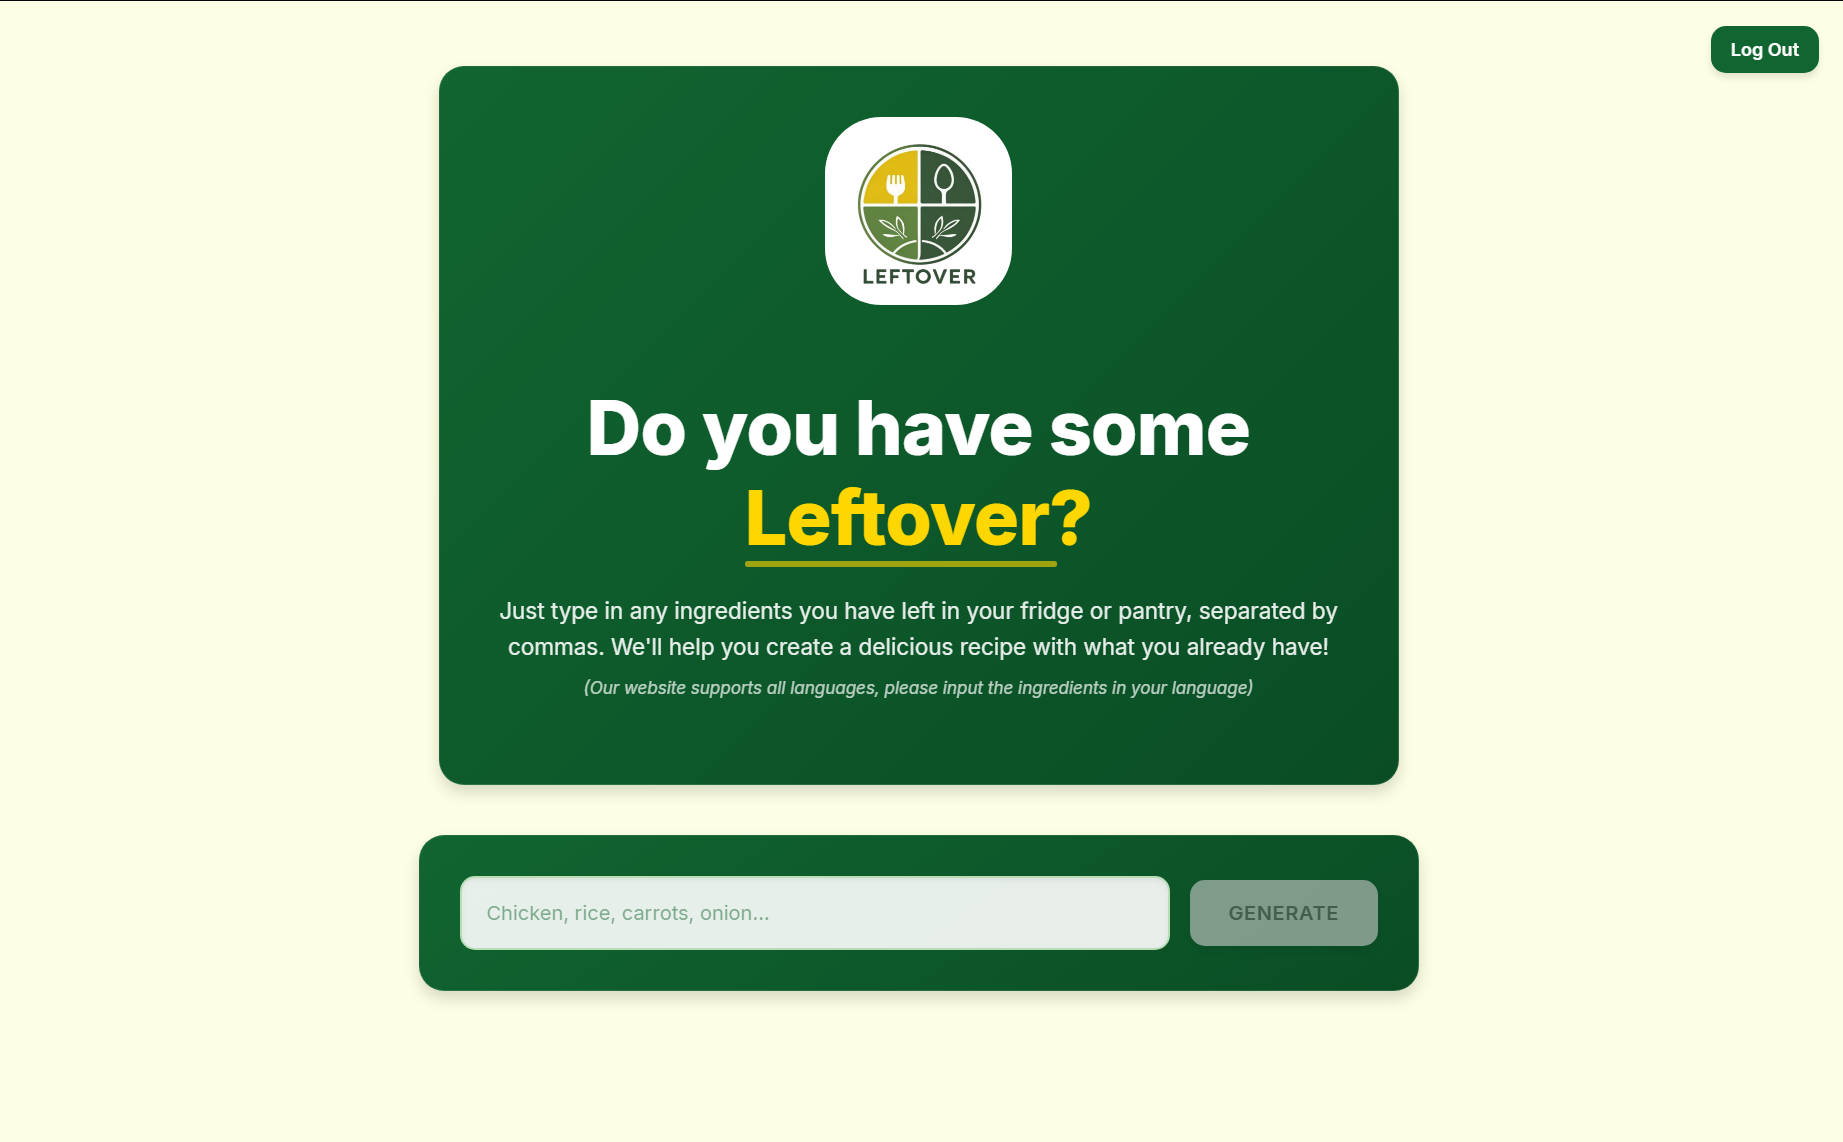 Log Out
LEFTOVER
Do you have some
Leftover?
Just type in any ingredients you have left in your fridge or pantry, separated by
commas. We'll help you create a delicious recipe with what you already have!
(Our website supports all languages, please input the ingredients in your language)
Chicken, rice, carrots, onion...
GENERATE